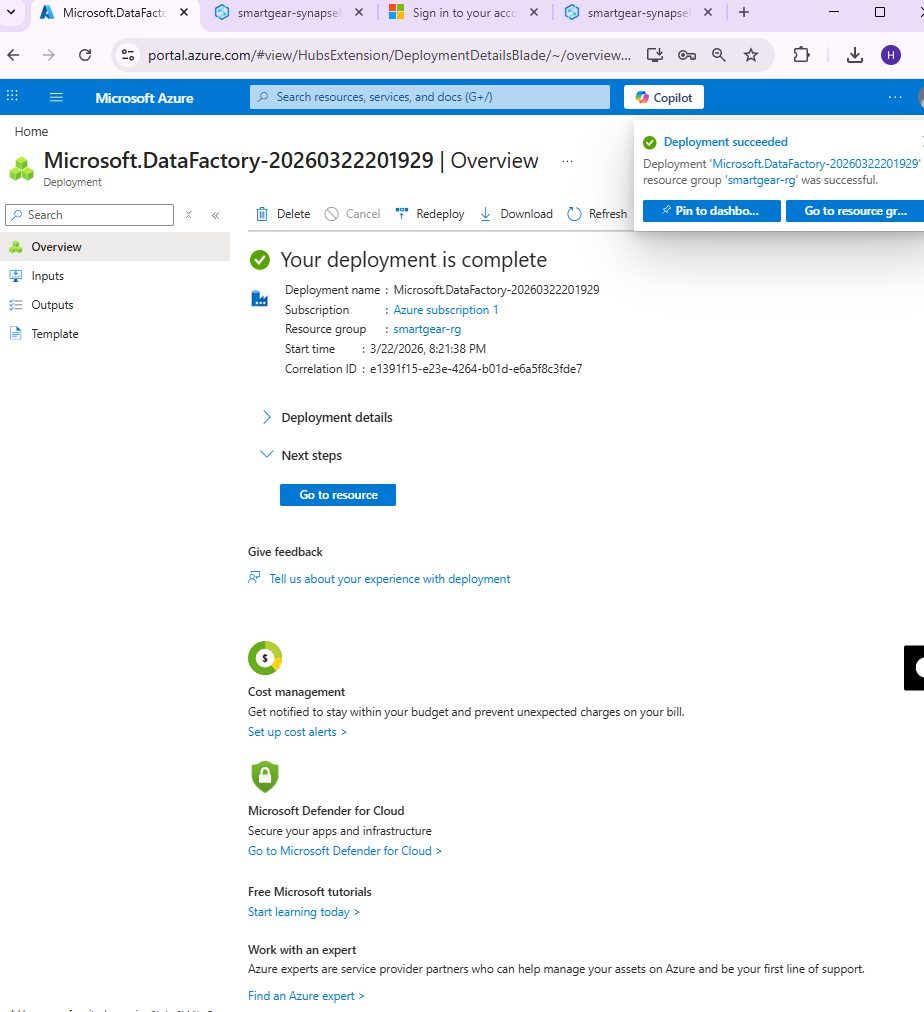 Microsoft.DataFacto
smartgear-synapse
Sign in to your acco
smartgear-synapse
portal.azure.com/#view/HubsExtension/DeploymentDetailsBlade/~/overview...
H
Microsoft Azure
Search resources, services, and docs (G+/)
Copilot
...
Home
Microsoft.DataFactory-20260322201929 | Overview
...
Deployment
Deployment succeeded
Deployment 'Microsoft.DataFactory-20260322201929'
resource group 'smartgear-rg' was successful.
Pin to dashbo...
Go to resource gr...
Search
Delete
Cancel
Redeploy
Download
Refresh
Overview
Inputs
Outputs
Template
Your deployment is complete
Deployment name : Microsoft.DataFactory-20260322201929
Subscription : Azure subscription 1
Resource group : smartgear-rg
Start time : 3/22/2026, 8:21:38 PM
Correlation ID : e1391f15-e23e-4264-b01d-e6a5f8c3fde7
Deployment details
Next steps
Go to resource
Give feedback
Tell us about your experience with deployment
$
Cost management
Get notified to stay within your budget and prevent unexpected charges on your bill.
Set up cost alerts >
Microsoft Defender for Cloud
Secure your apps and infrastructure
Go to Microsoft Defender for Cloud >
Free Microsoft tutorials
Start learning today >
Work with an expert
Azure experts are service provider partners who can help manage your assets on Azure and be your first line of support.
Find an Azure expert >